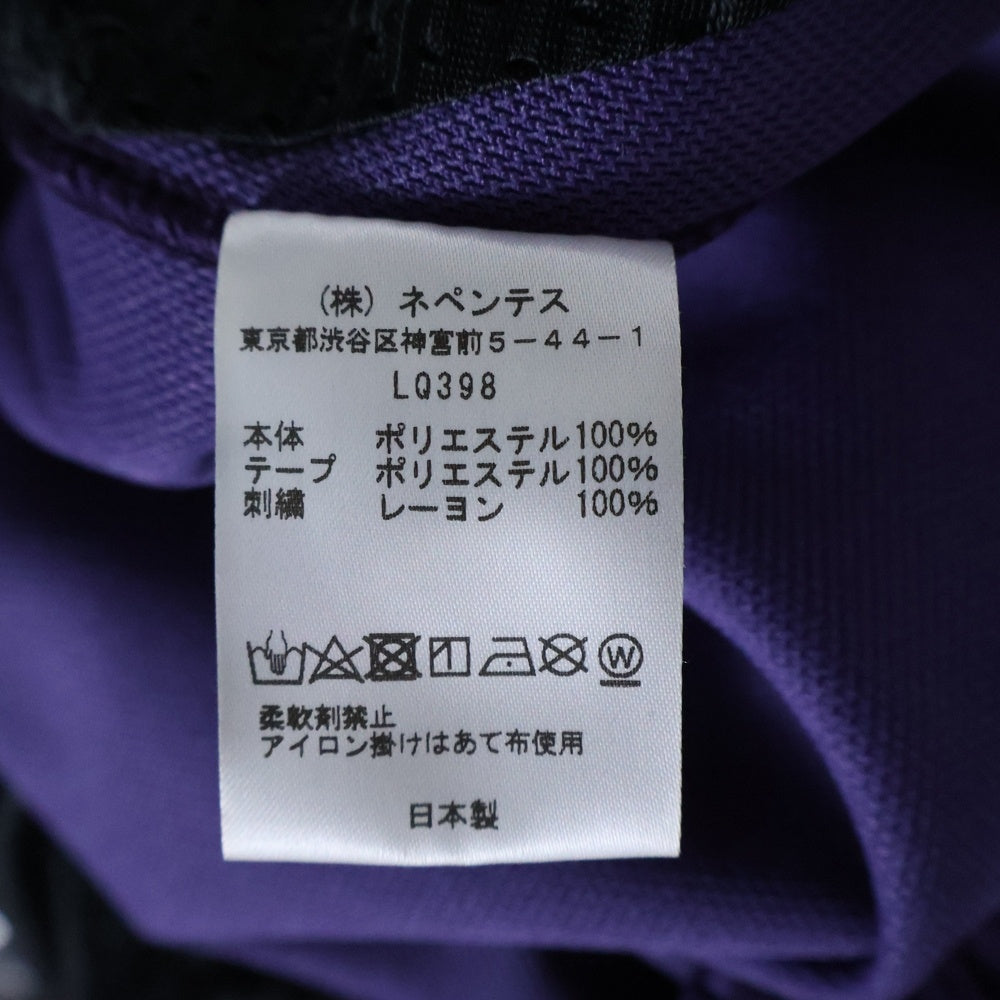 (株) ネペンテス
東京都渋谷区神宮前5-44-1
LQ398
本体 ポリエステル100%
テープ ポリエステル100%
刺繍 レーヨン 100%
W
柔軟剤禁止
アイロン掛けはあて布使用
日本製